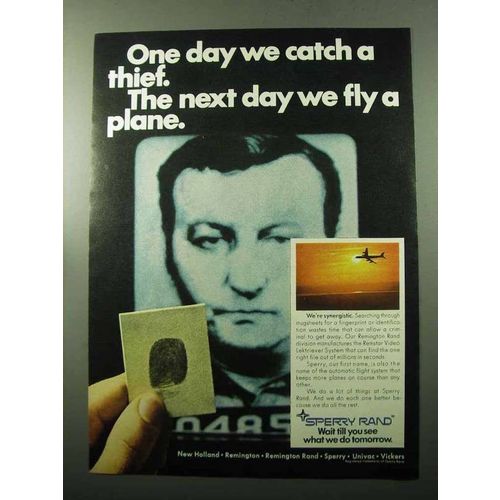 One day we catch a
thief.
The next day we fly a
plane.
We're synergistic. Searching through
mugsheets for a fingerprint or identifica-
tion wastes time that can allow a crim-
inal to get away. Our Remington Rand
division manufactures the Remstar Video
Lektriever System that can find the one
right file out of millions in seconds.
Sperry, our first name, is also the
name of the automatic flight system that
keeps more planes on course than any
other.
We do a lot of things at Sperry
Rand. And we do each one better be-
cause we do all the rest.
SPERRY RAND
Wait till you see
what we do tomorrow.
0485
New Holland • Remington • Remington Rand • Sperry • Univac • Vickers